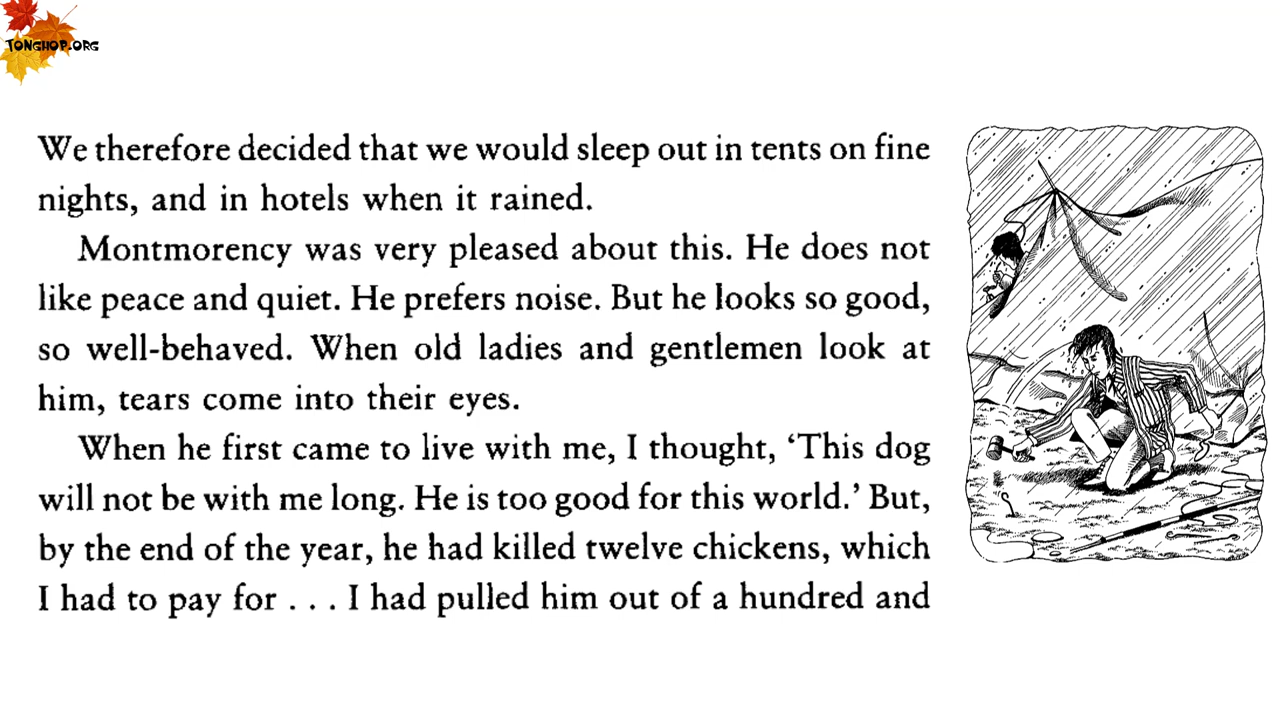 TONGHOP.ORG
We therefore decided that we would sleep out in tents on fine
nights, and in hotels when it rained.
Montmorency was very pleased about this. He does not
like peace and quiet. He prefers noise. But he looks so good,
so well-behaved. When old ladies and gentlemen look at
him, tears come into their eyes.
When he first came to live with me, I thought, ‘This dog
will not be with me long. He is too good for this world.’ But,
by the end of the year, he had killed twelve chickens, which
I had to pay for . . . I had pulled him out of a hundred and